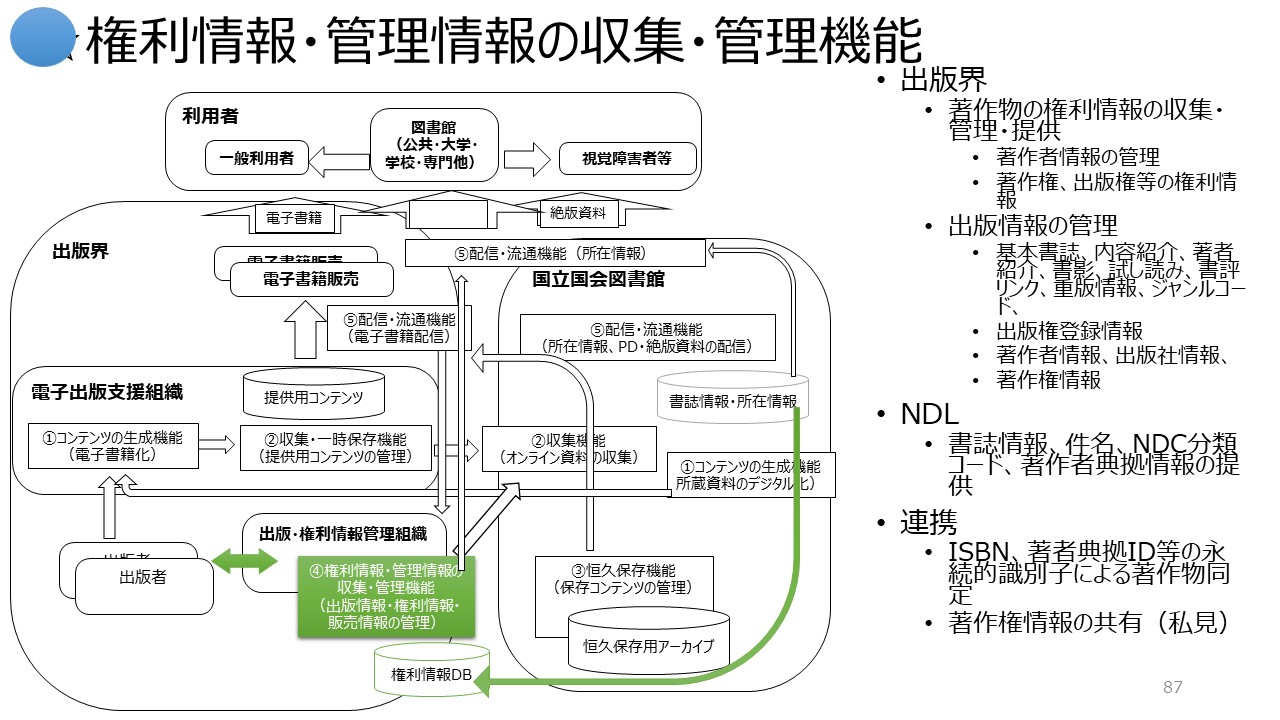 権利情報・管理情報の収集・管理機能
利用者
図書館
（公共・大学・
学校・専門他）
一般利用者
視覚障害者等
電子書籍
絶版資料
出版界
⑤配信・流通機能（所在情報）
電子書籍販売
電子書籍販売
国立国会図書館
⑤配信・流通機能
（電子書籍配信）
⑤配信・流通機能
（所在情報、PD・絶版資料の配信）
電子出版支援組織
提供用コンテンツ
書誌情報・所在情報
①コンテンツの生成機能
（電子書籍化）
②収集・一時保存機能
（提供用コンテンツの管理）
②収集機能
（オンライン資料の収集）
①コンテンツの生成機能
所蔵資料のデジタル化）
出版・権利情報管理組織
出版者
出版者
④権利情報・管理情報の
収集・管理機能
（出版情報・権利情報・
販売情報の管理）
③恒久保存機能
（保存コンテンツの管理）
恒久保存用アーカイブ
権利情報DB
• 出版界
• 著作物の権利情報の収集・
管理・提供
• 著作者情報の管理
• 著作権、出版権等の権利情
報
• 出版情報の管理
• 基本書誌、内容紹介、著者
紹介、書影、試し読み、書評
リンク、重版情報、ジャンルコー
ド、
• 出版権登録情報
• 著作者情報、出版社情報、
• 著作権情報
• NDL
• 書誌情報、件名、NDC分類
コード、著作者典拠情報の提
供
• 連携
• ISBN、著者典拠ID等の永
続的識別子による著作物同
定
• 著作権情報の共有（私見）
87